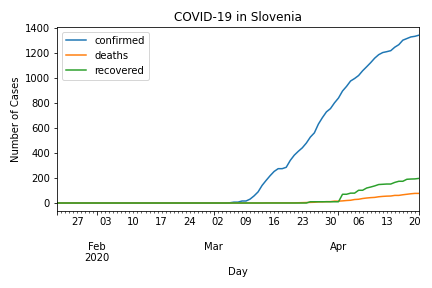 COVID-19 in Slovenia
1400
1200
1000
800
600
400
200
0
Number of Cases
confirmed
deaths
recovered
27 03 10 17 24 02 09 16 23 30 06 13 20
Feb Mar Apr
2020
Day